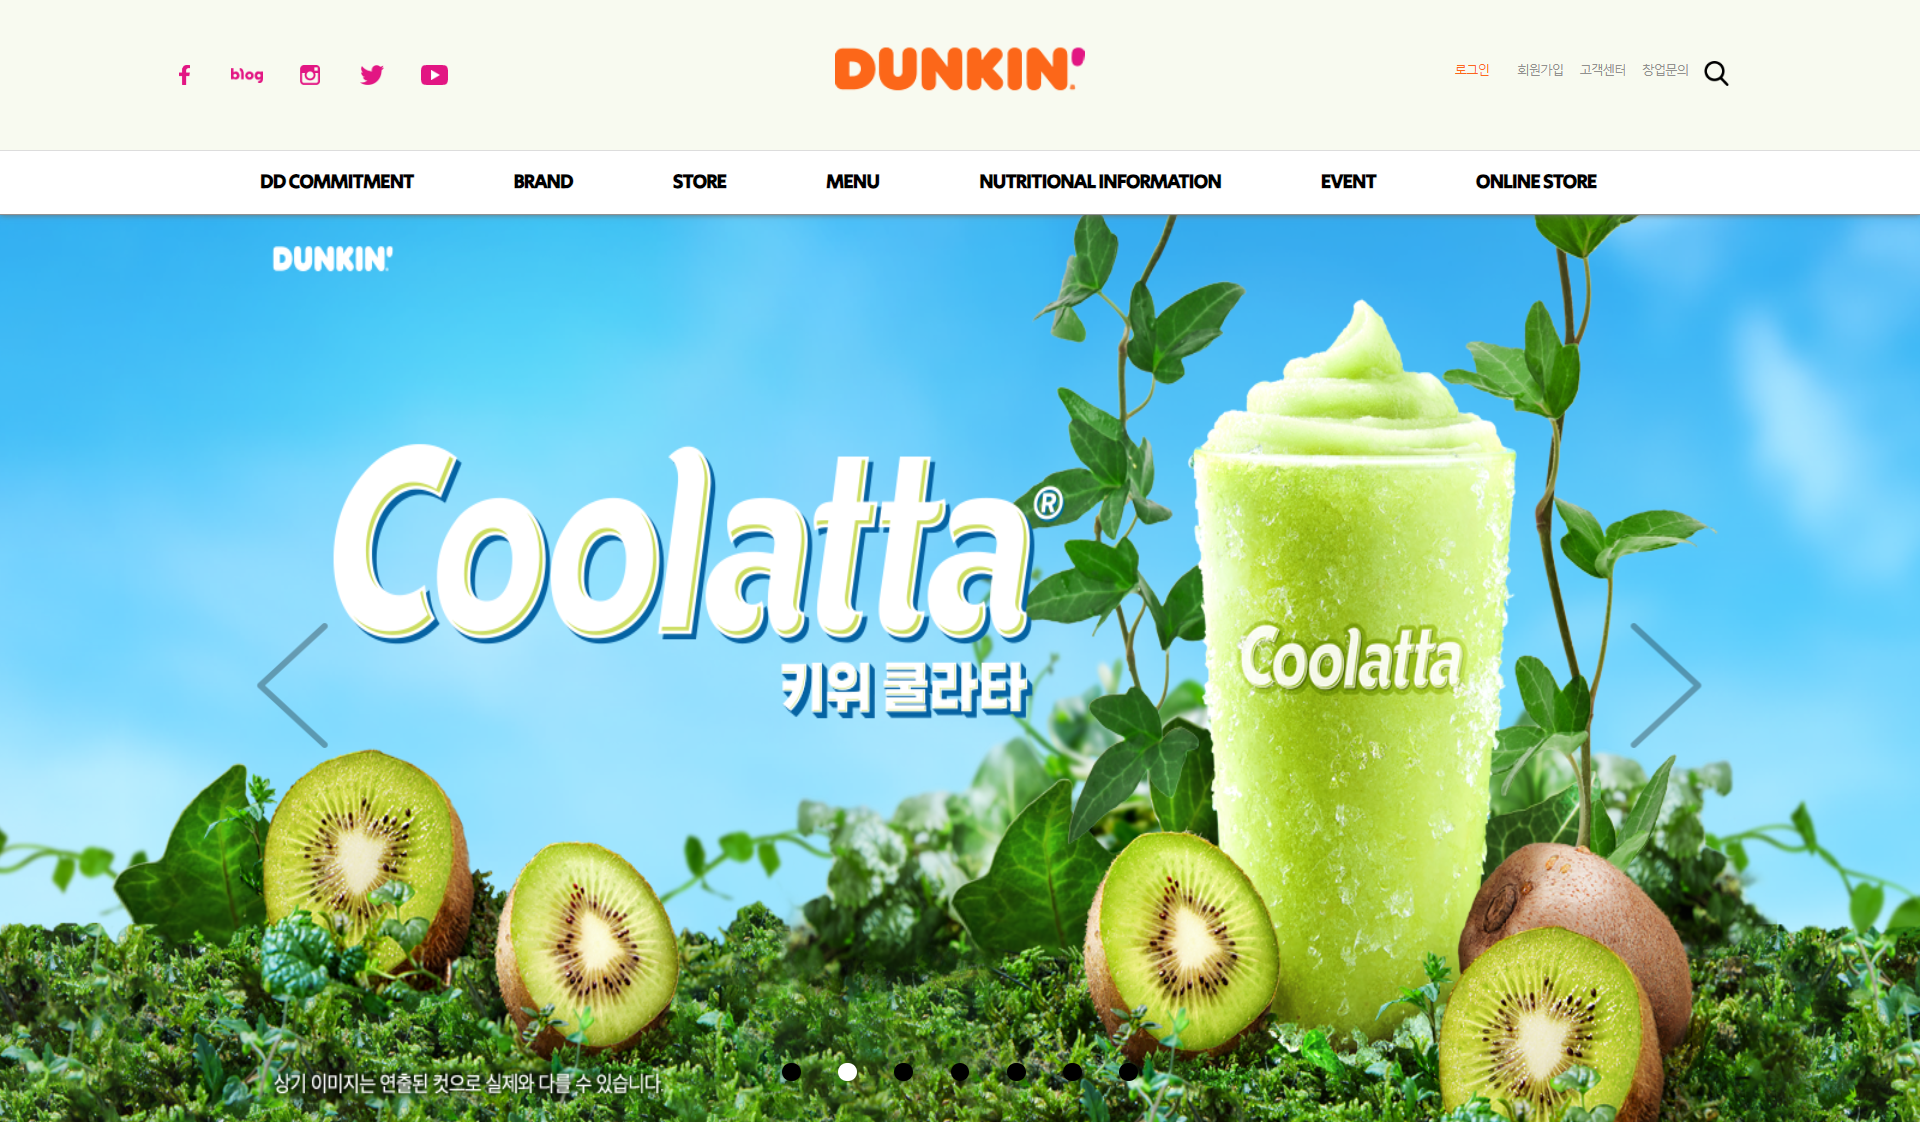 blog
DUNKIN'
로그인 회원가입 고객센터 창업문의
DD COMMITMENT BRAND STORE MENU NUTRITIONAL INFORMATION EVENT ONLINE STORE
DUNKIN'
Coolatta®
키위 쿨라타
Coolatta
상기 이미지는 연출된 컷으로 실제와 다를 수 있습니다